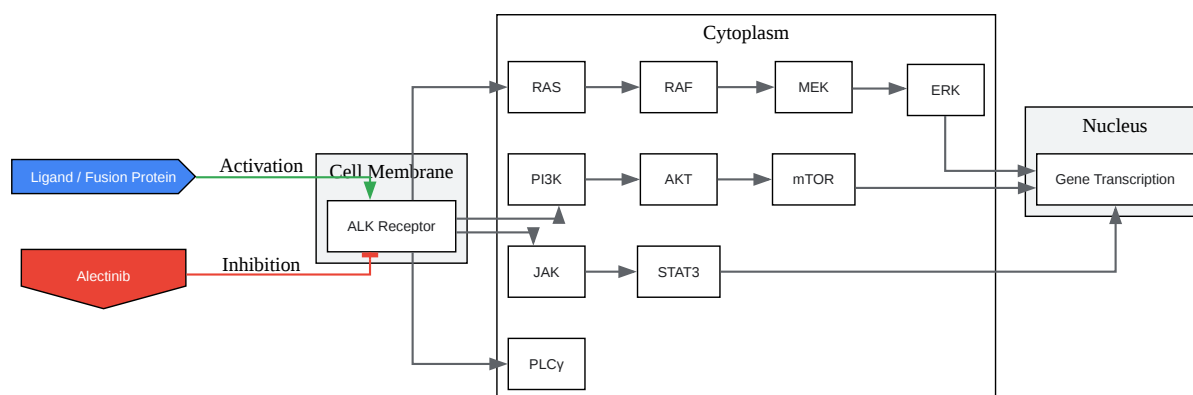 Cytoplasm
RAS
RAF
MEK
ERK
Nucleus
Activation
Cell Membrane
Ligand / Fusion Protein
PI3K
AKT
mTOR
Gene Transcription
ALK Receptor
Inhibition
Alectinib
JAK
STAT3
PLCγ